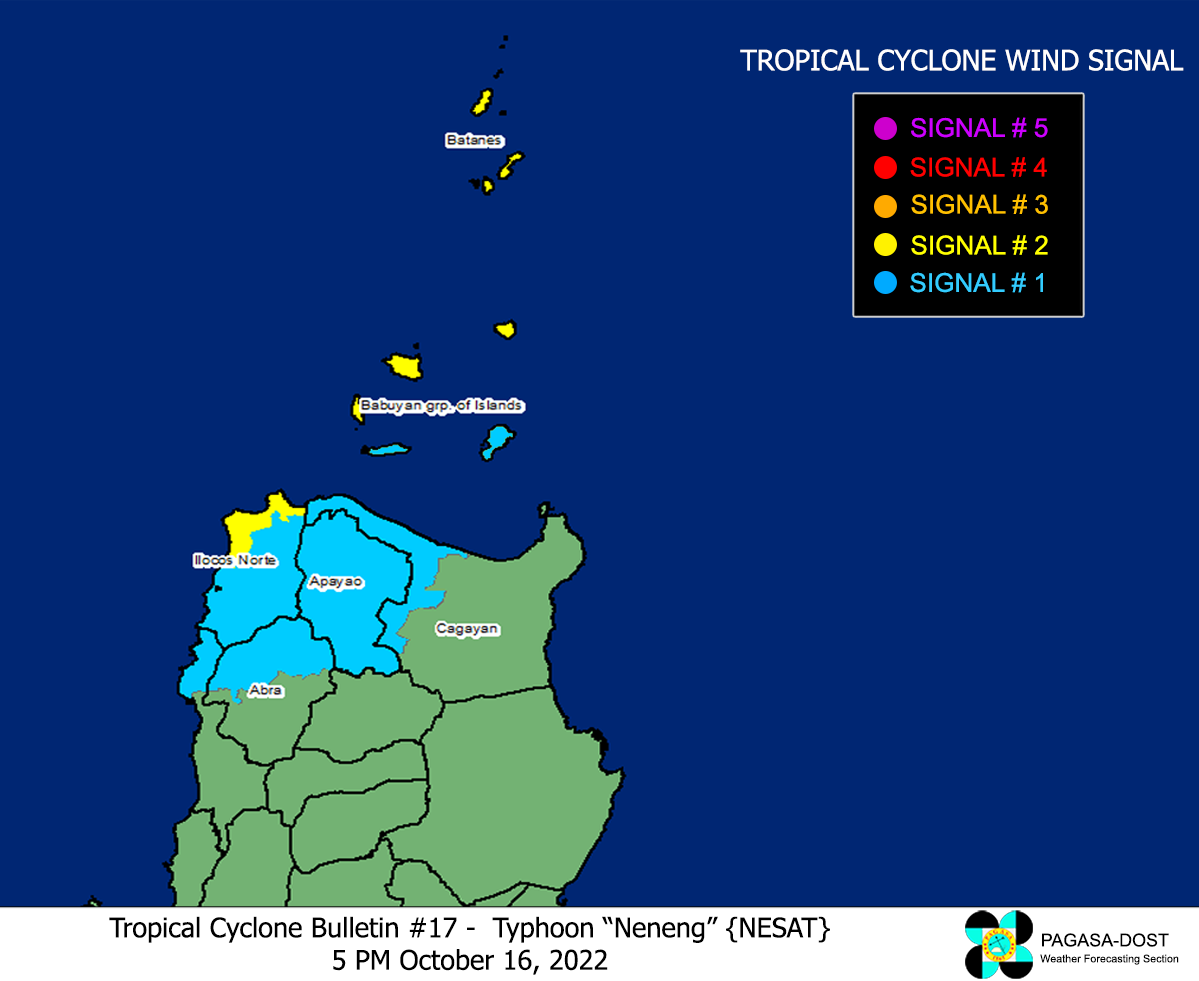 TROPICAL CYCLONE WIND SIGNAL
SIGNAL # 5
SIGNAL # 4
SIGNAL # 3
SIGNAL # 2
SIGNAL # 1
Batanes
Babuyan grp. of Islands
Ilocos Norte
Apayao
Cagayan
Abra
Tropical Cyclone Bulletin #17 - Typhoon “Neneng” {NESAT}
5 PM October 16, 2022
PAGASA-DOST
Weather Forecasting Section